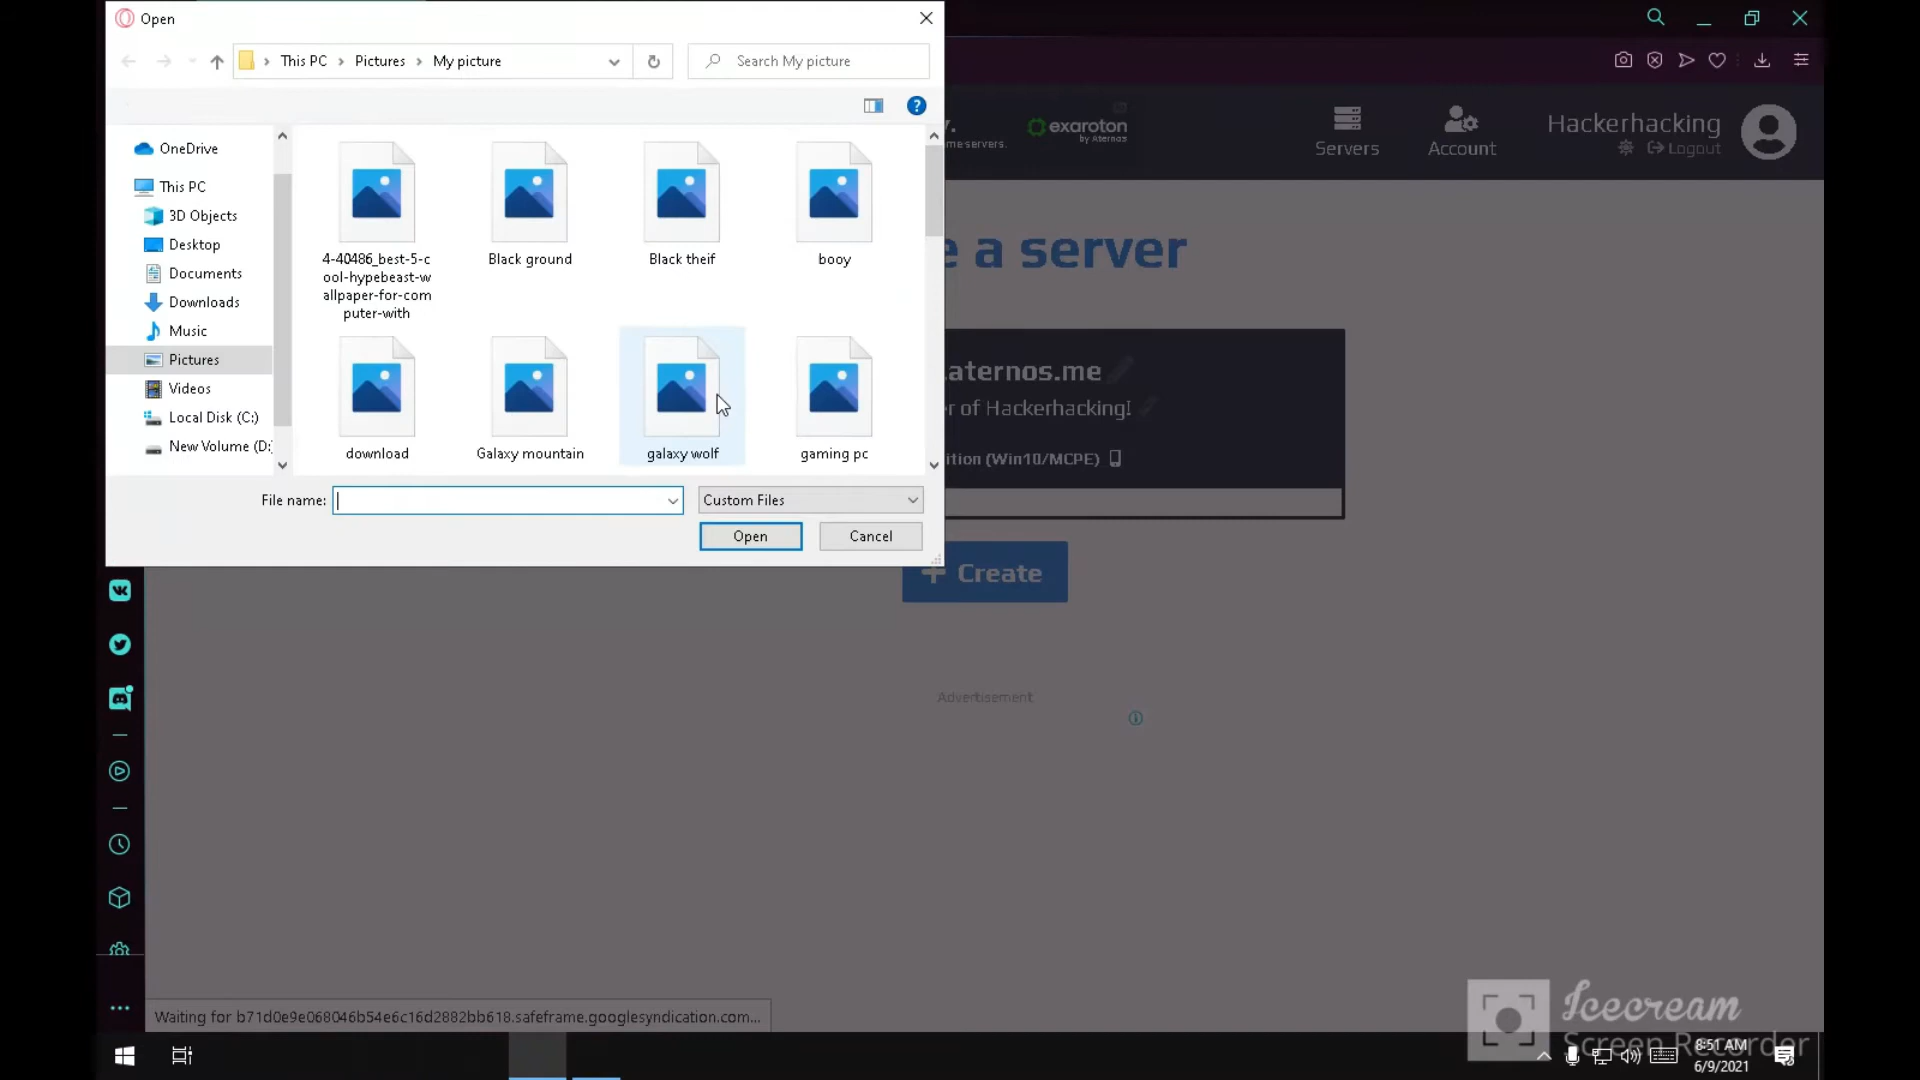 Open
This PC
Pictures
My picture
Search My picture
OneDrive
This PC
3D Objects
Desktop
Documents
Downloads
Music
Pictures
Videos
Local Disk (C:)
New Volume (D:
4-40486_best-5-c
ool-hypebeast-w
allpaper-for-com
puter-with
Black ground
Black theif
booy
download
Galaxy mountain
galaxy wolf
gaming pc
File name:
Custom Files
Open
Cancel
me servers.
exaroton
by Aternos
Servers
Account
Hackerhacking
Logout
e a server
.aternos.me
r of Hackerhacking!
ition (Win10/MCPE)
+ Create
Advertisement
Waiting for b71d0e9e068046b54e6c16d2882bb618.safeframe.googlesyndication.com...
Icecream
Screen Recorder
8:51 AM
6/9/2021